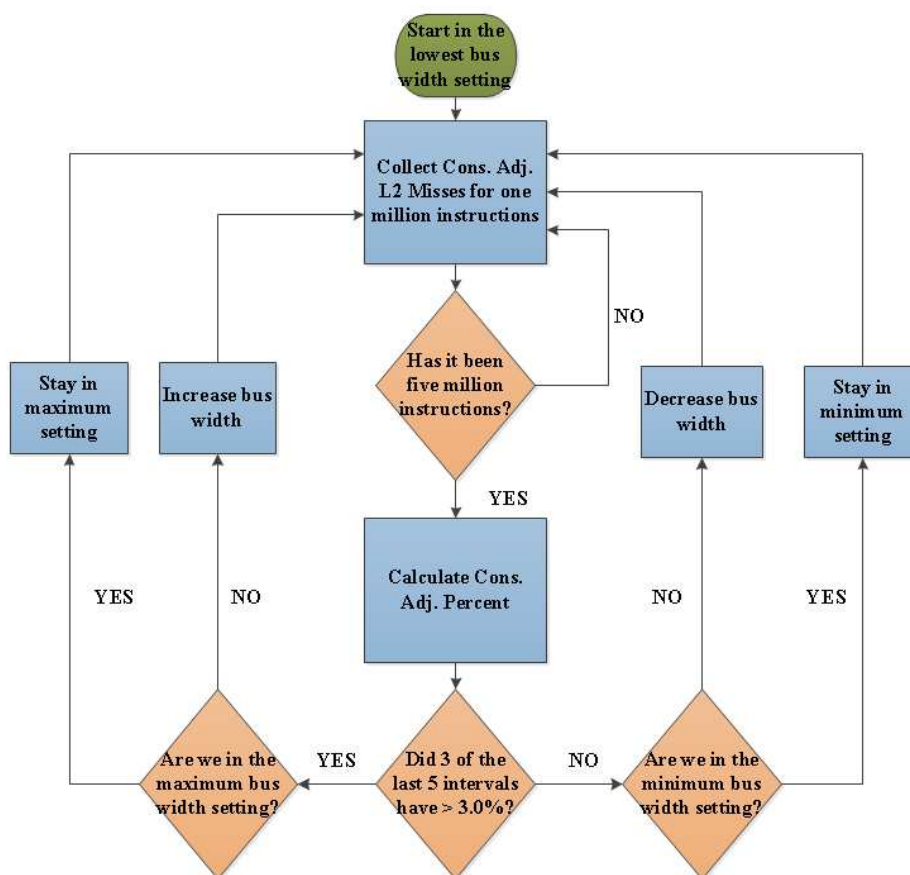 Start in the
lowest bus
width setting
Collect Cons. Adj.
L2 Misses for one
million instructions
NO
Has it been
five million
instructions?
Stay in
maximum
setting
Increase bus
width
Decrease bus
width
Stay in
minimum
setting
YES
Calculate Cons.
Adj. Percent
YES
NO
NO
YES
Are we in the
maximum bus
width setting?
YES
Did 3 of the
last 5 intervals
have > 3.0%?
NO
Are we in the
minimum bus
width setting?